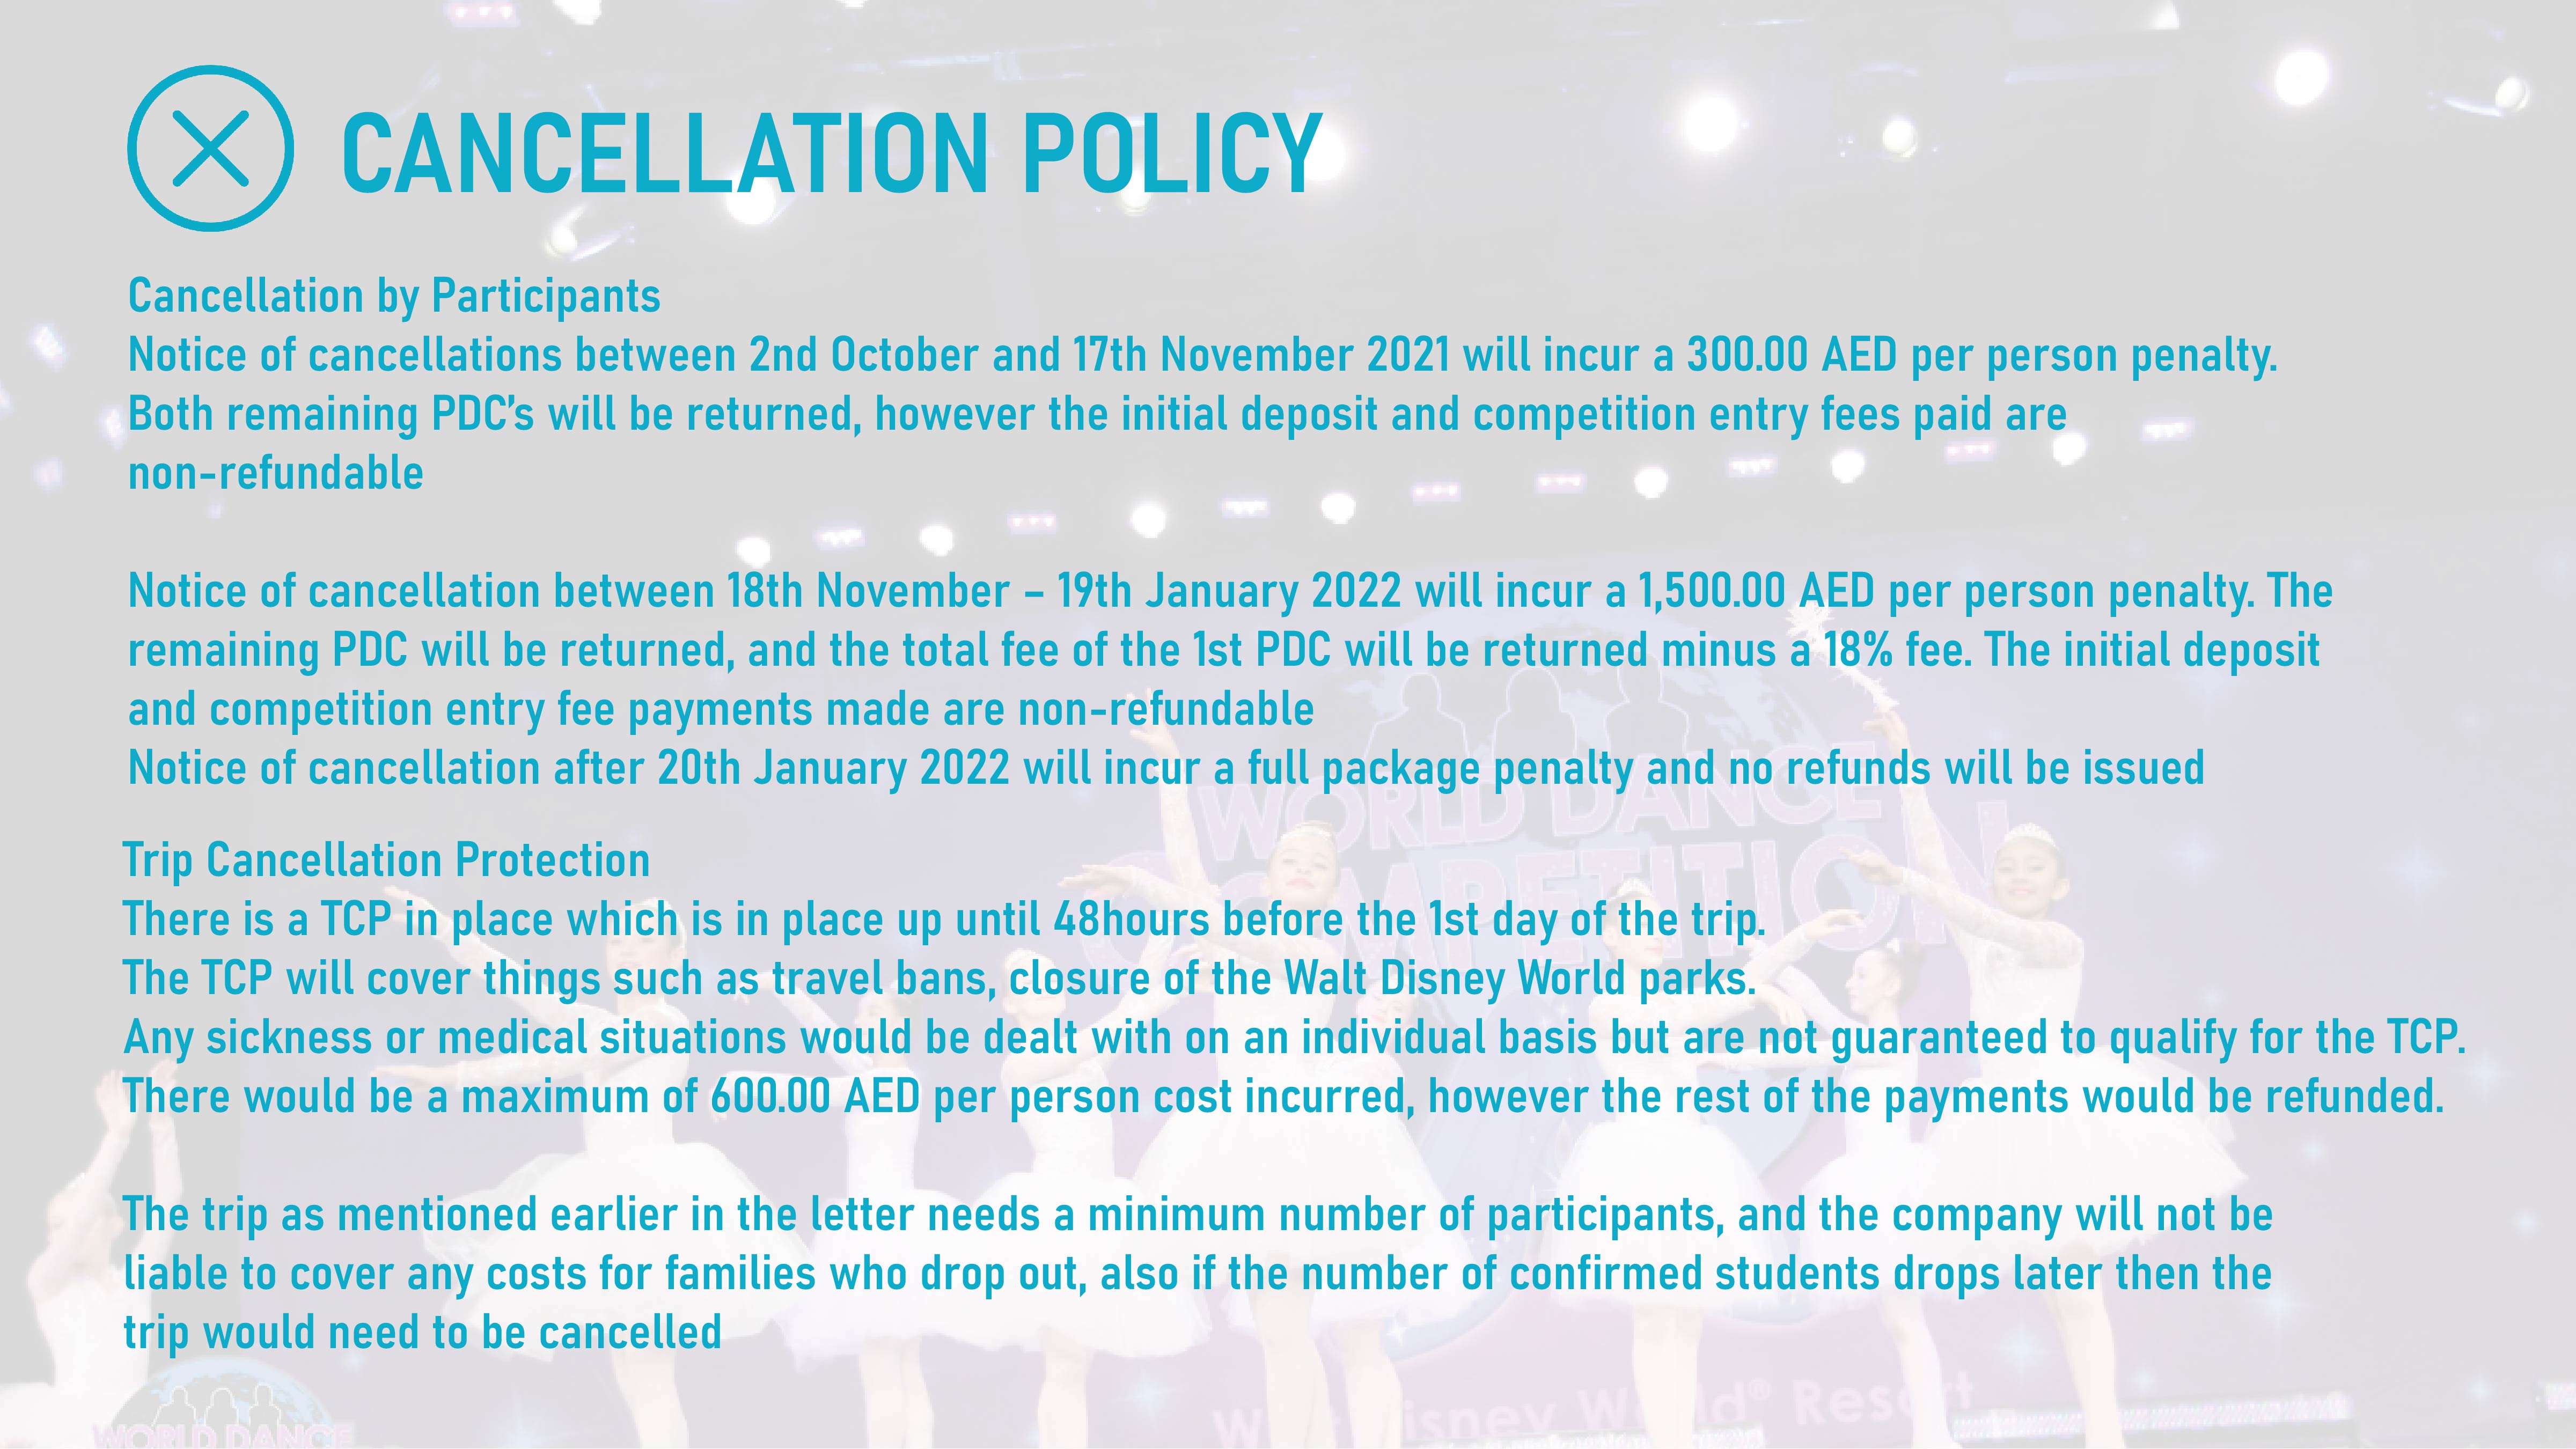 CANCELLATION POLICY
Cancellation by Participants
Notice of cancellations between 2nd October and 17th November 2021 will incur a 300.00 AED per person penalty.
Both remaining PDC's will be returned, however the initial deposit and competition entry fees paid are
non-refundable
Notice of cancellation between 18th November – 19th January 2022 will incur a 1,500.00 AED per person penalty. The
remaining PDC will be returned, and the total fee of the 1st PDC will be returned minus a 18% fee. The initial deposit
and competition entry fee payments made are non-refundable
Notice of cancellation after 20th January 2022 will incur a full package penalty and no refunds will be issued
WORLD DANCE
COMPETITION
Trip Cancellation Protection
There is a TCP in place which is in place up until 48hours before the 1st day of the trip.
The TCP will cover things such as travel bans, closure of the Walt Disney World parks.
Any sickness or medical situations would be dealt with on an individual basis but are not guaranteed to qualify for the TCP.
There would be a maximum of 600.00 AED per person cost incurred, however the rest of the payments would be refunded.
The trip as mentioned earlier in the letter needs a minimum number of participants, and the company will not be
liable to cover any costs for families who drop out, also if the number of confirmed students drops later then the
trip would need to be cancelled
Walt Disney World® Resort
WORLD DANCE